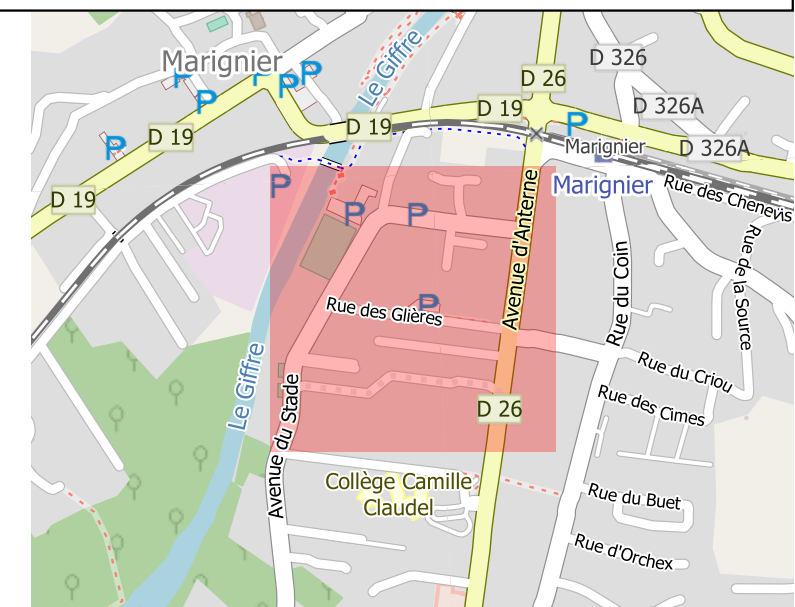 Le Giffre
D 326
Marignier
D 26
P
P
P
P
D 326A
D 19
P
D 19
D 19
Marignier
D 326A
P
Marignier
P
Rue des Chenevis
D 19
P
P
Avenue d'Anterne
Rue de la Source
Rue du Coin
P
Rue des Glières
Le Giffre
Rue du Criou
Avenue du Stade
Rue des Cimes
D 26
Collège Camille
Claudel
Rue du Buet
Rue d'Orchex